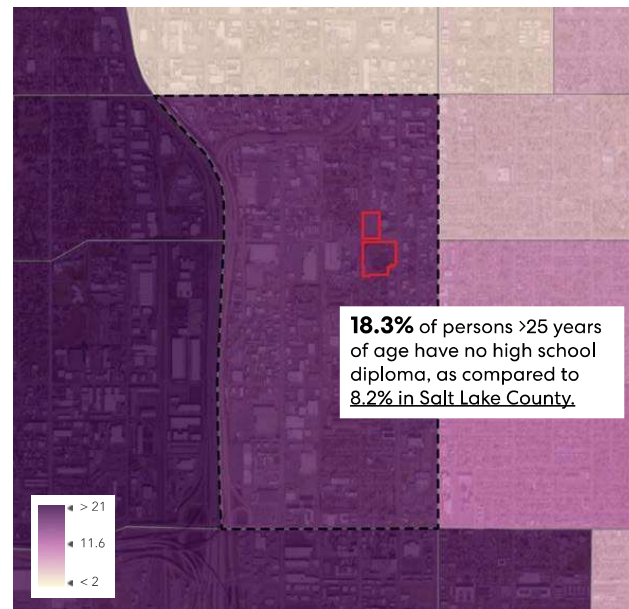 18.3% of persons >25 years
of age have no high school
diploma, as compared to
8.2% in Salt Lake County.
> 21
11.6
< 2